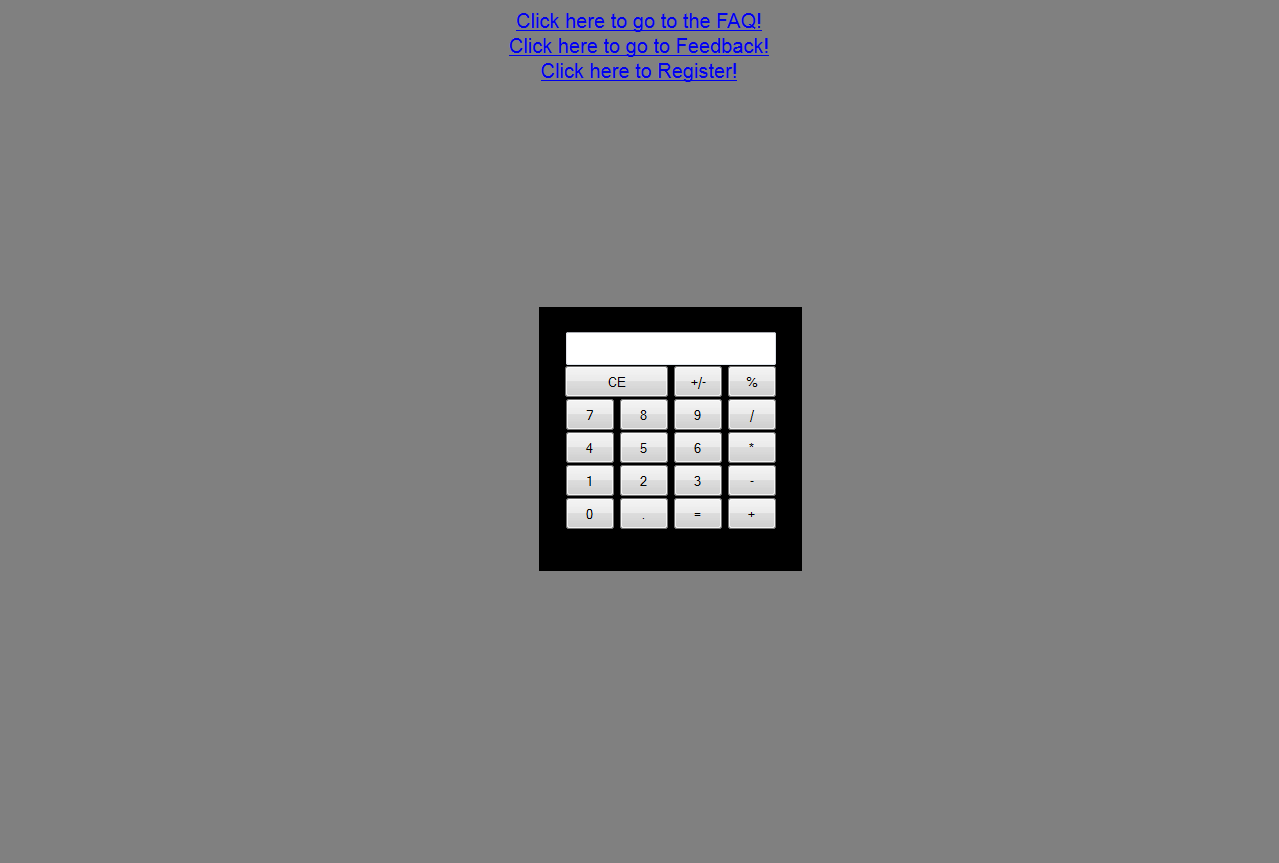 Click here to go to the FAQ!
Click here to go to Feedback!
Click here to Register!
CE +/- %
7 8 9 /
4 5 6 *
1 2 3 -
0 . = +